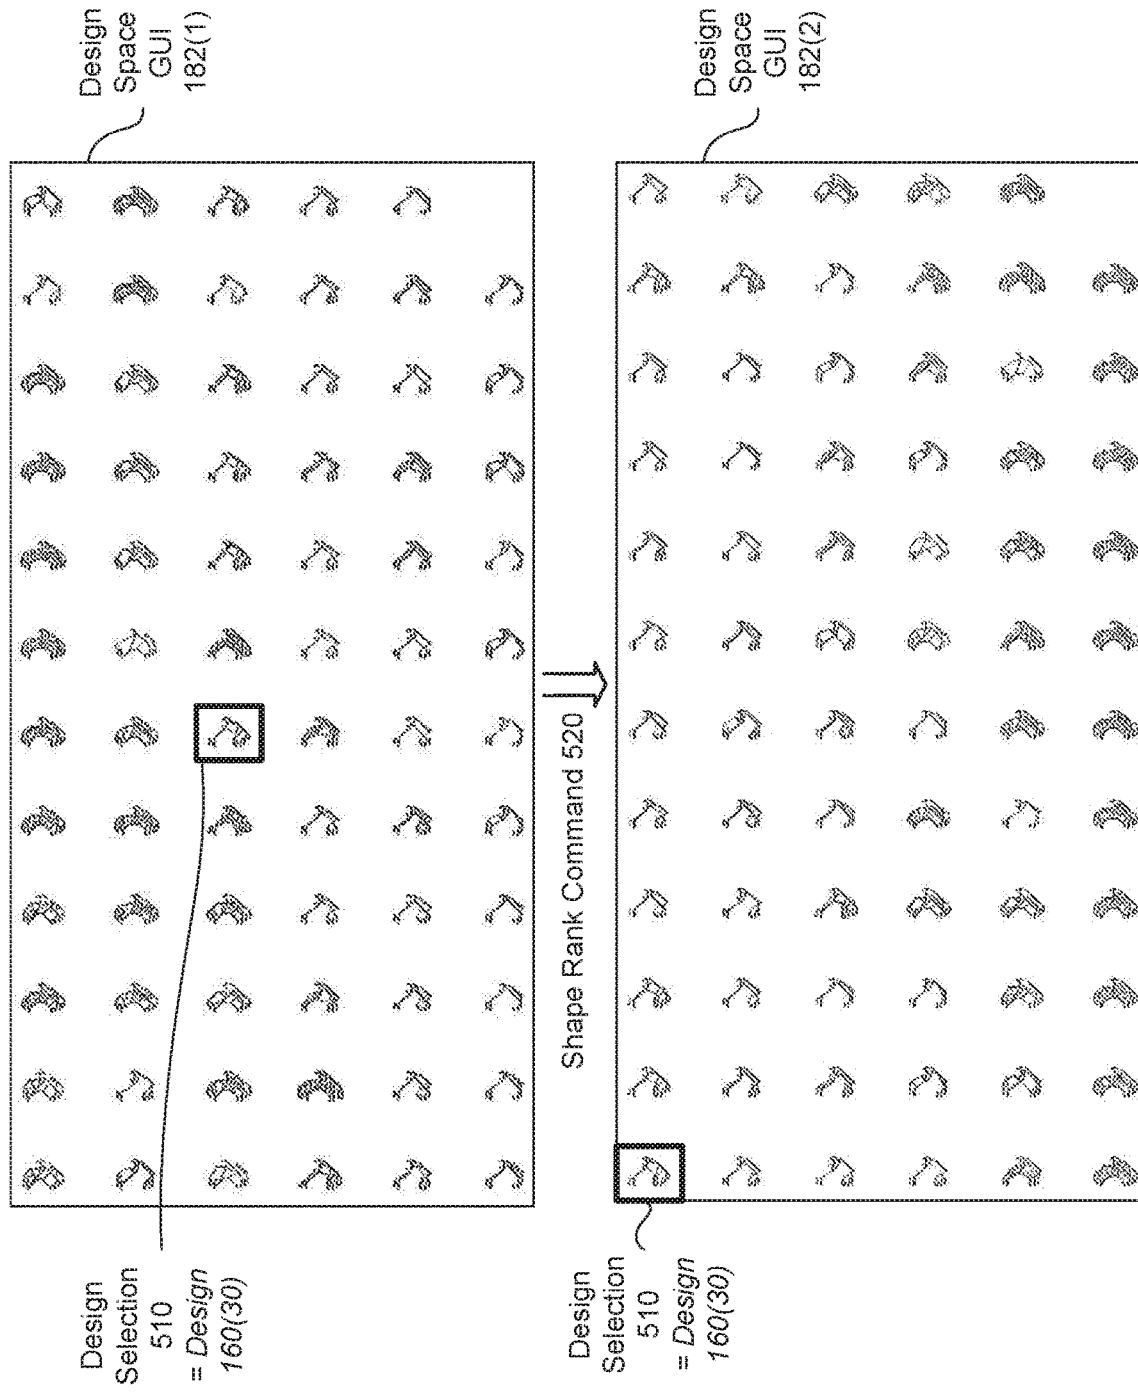 Design
Space
GUI
182(1)
Design
Selection
510
= Design
160(30)
Shape Rank Command 520
Design
Space
GUI
182(2)
Design
Selection
510
= Design
160(30)